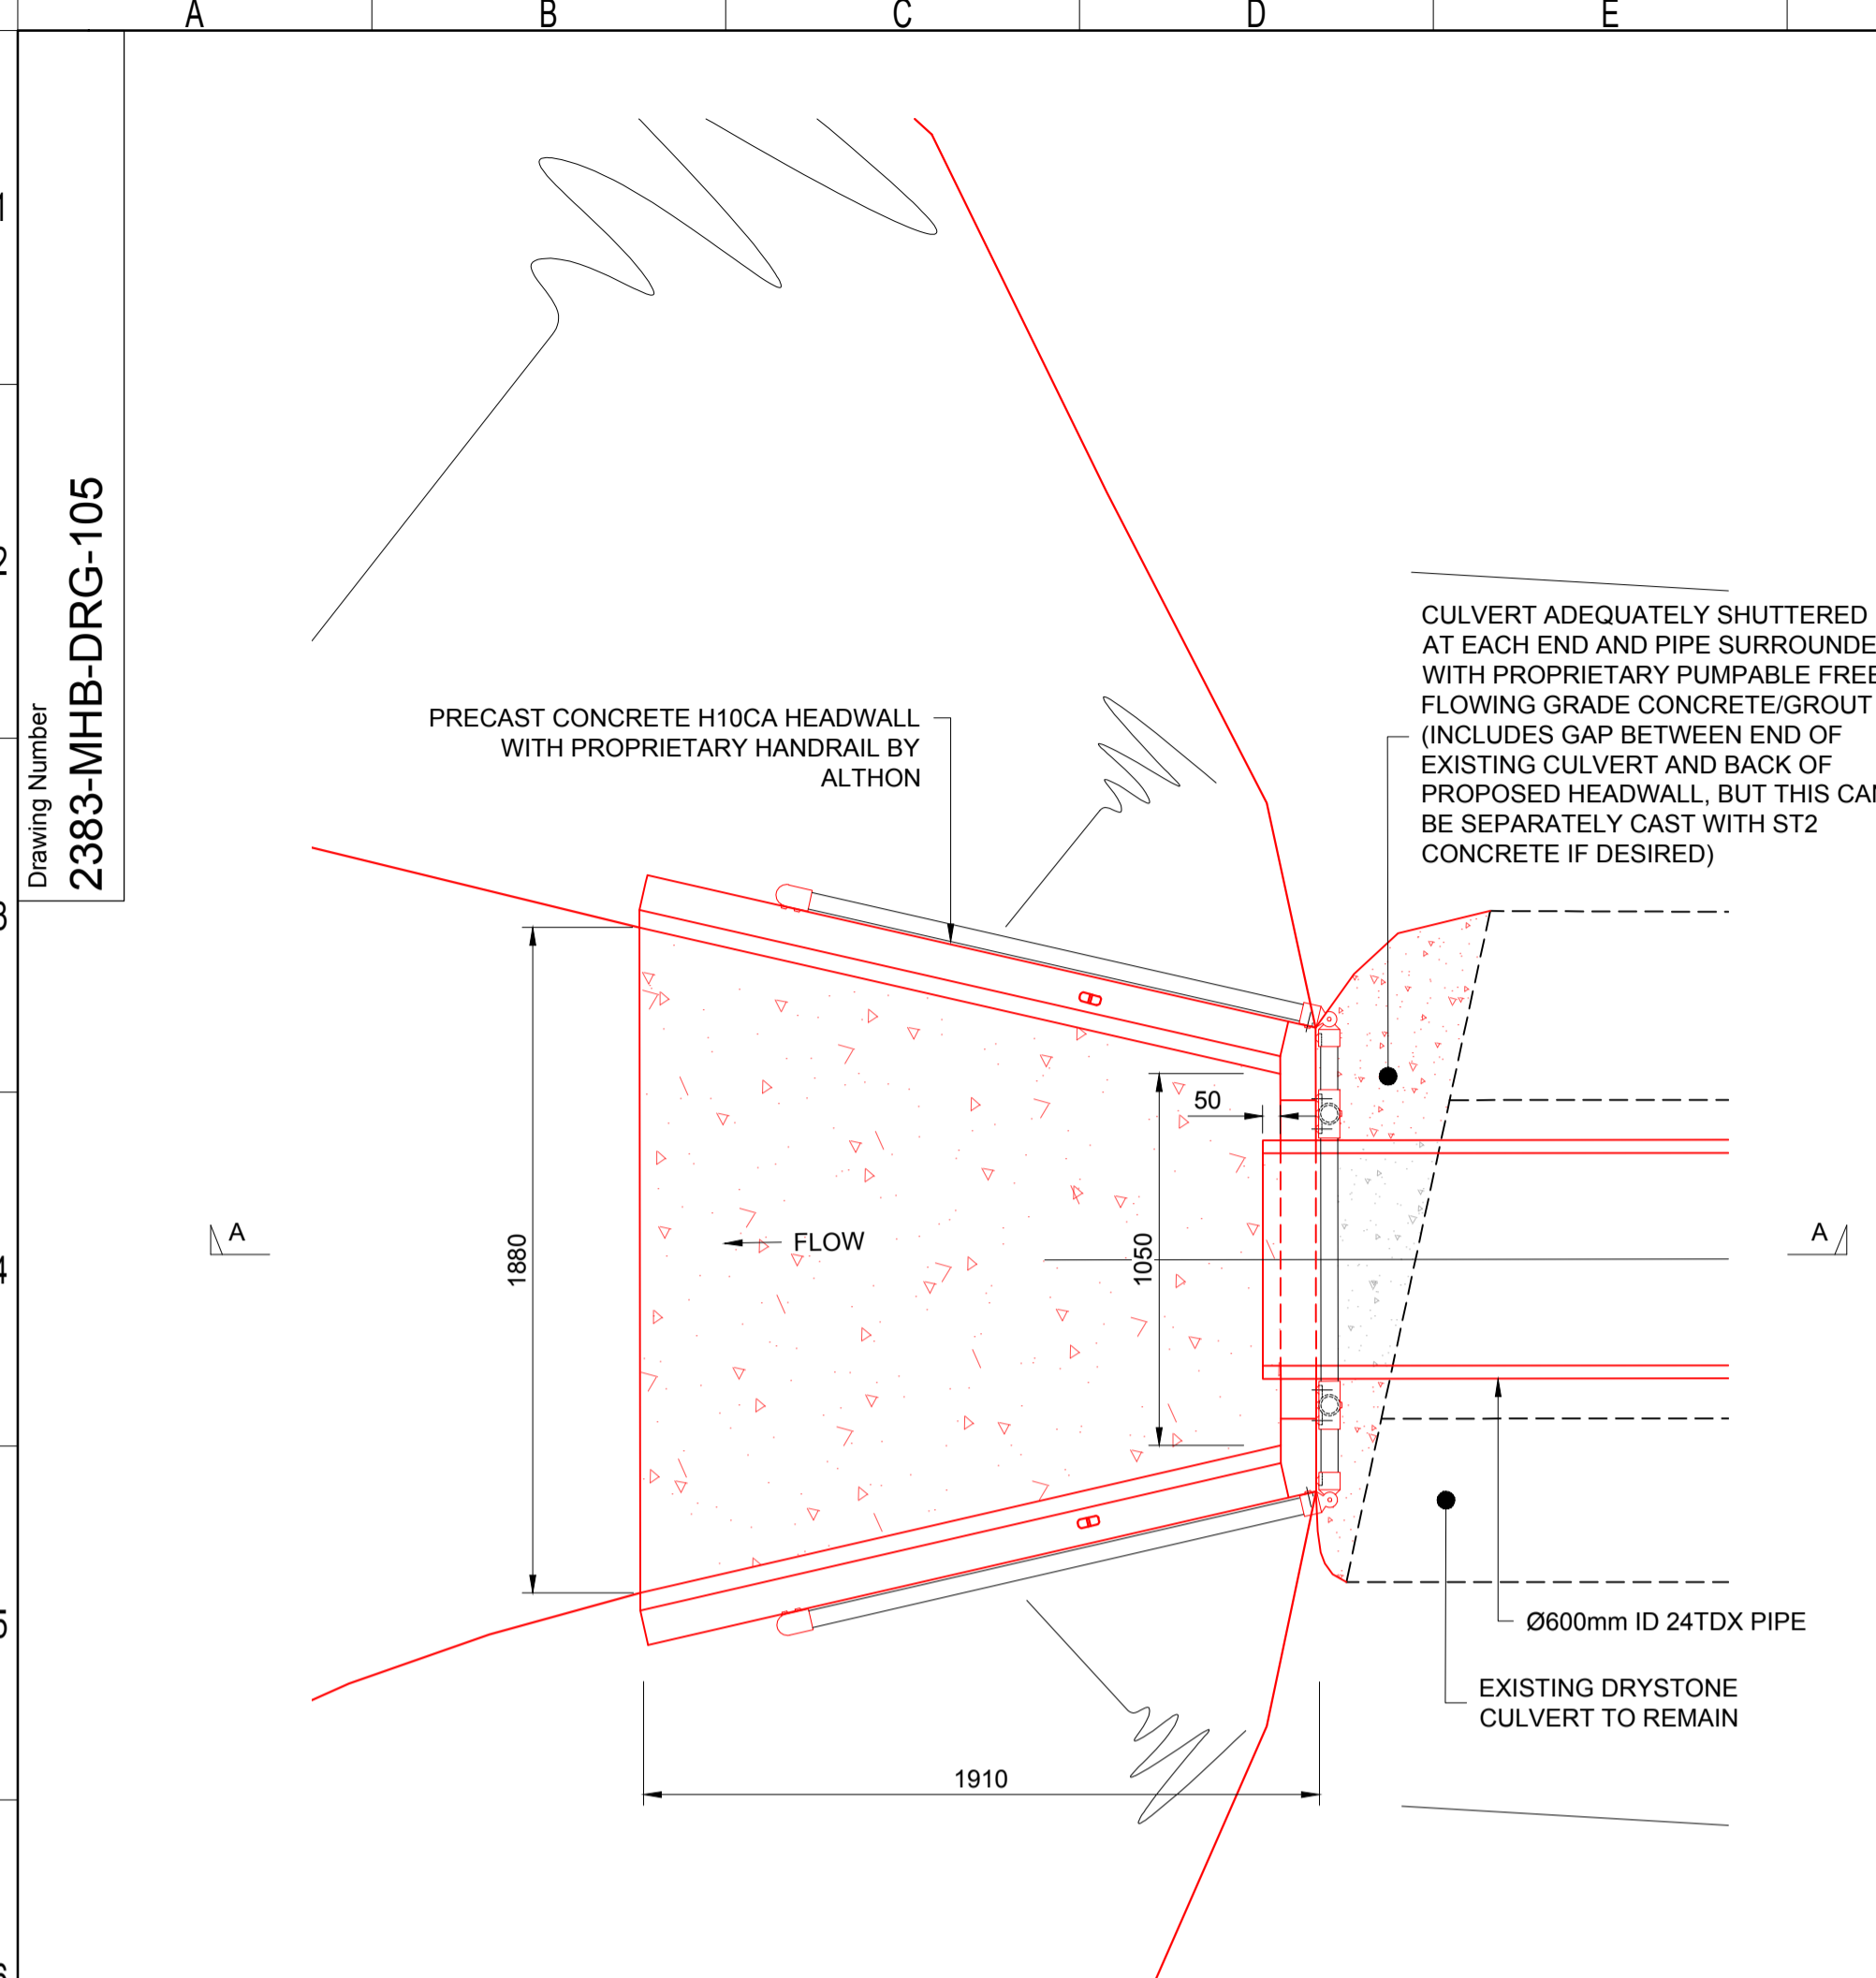 A B C D E
1
2
3
4
5
6
Drawing Number
2383-MHB-DRG-105
CULVERT ADEQUATELY SHUTTERED
AT EACH END AND PIPE SURROUNDE
WITH PROPRIETARY PUMPABLE FREE
FLOWING GRADE CONCRETE/GROUT
(INCLUDES GAP BETWEEN END OF
EXISTING CULVERT AND BACK OF
PROPOSED HEADWALL, BUT THIS CAN
BE SEPARATELY CAST WITH ST2
CONCRETE IF DESIRED)
PRECAST CONCRETE H10CA HEADWALL
WITH PROPRIETARY HANDRAIL BY
ALTHON
50
A
1880
FLOW
1050
A
Ø600mm ID 24TDX PIPE
EXISTING DRYSTONE
CULVERT TO REMAIN
1910